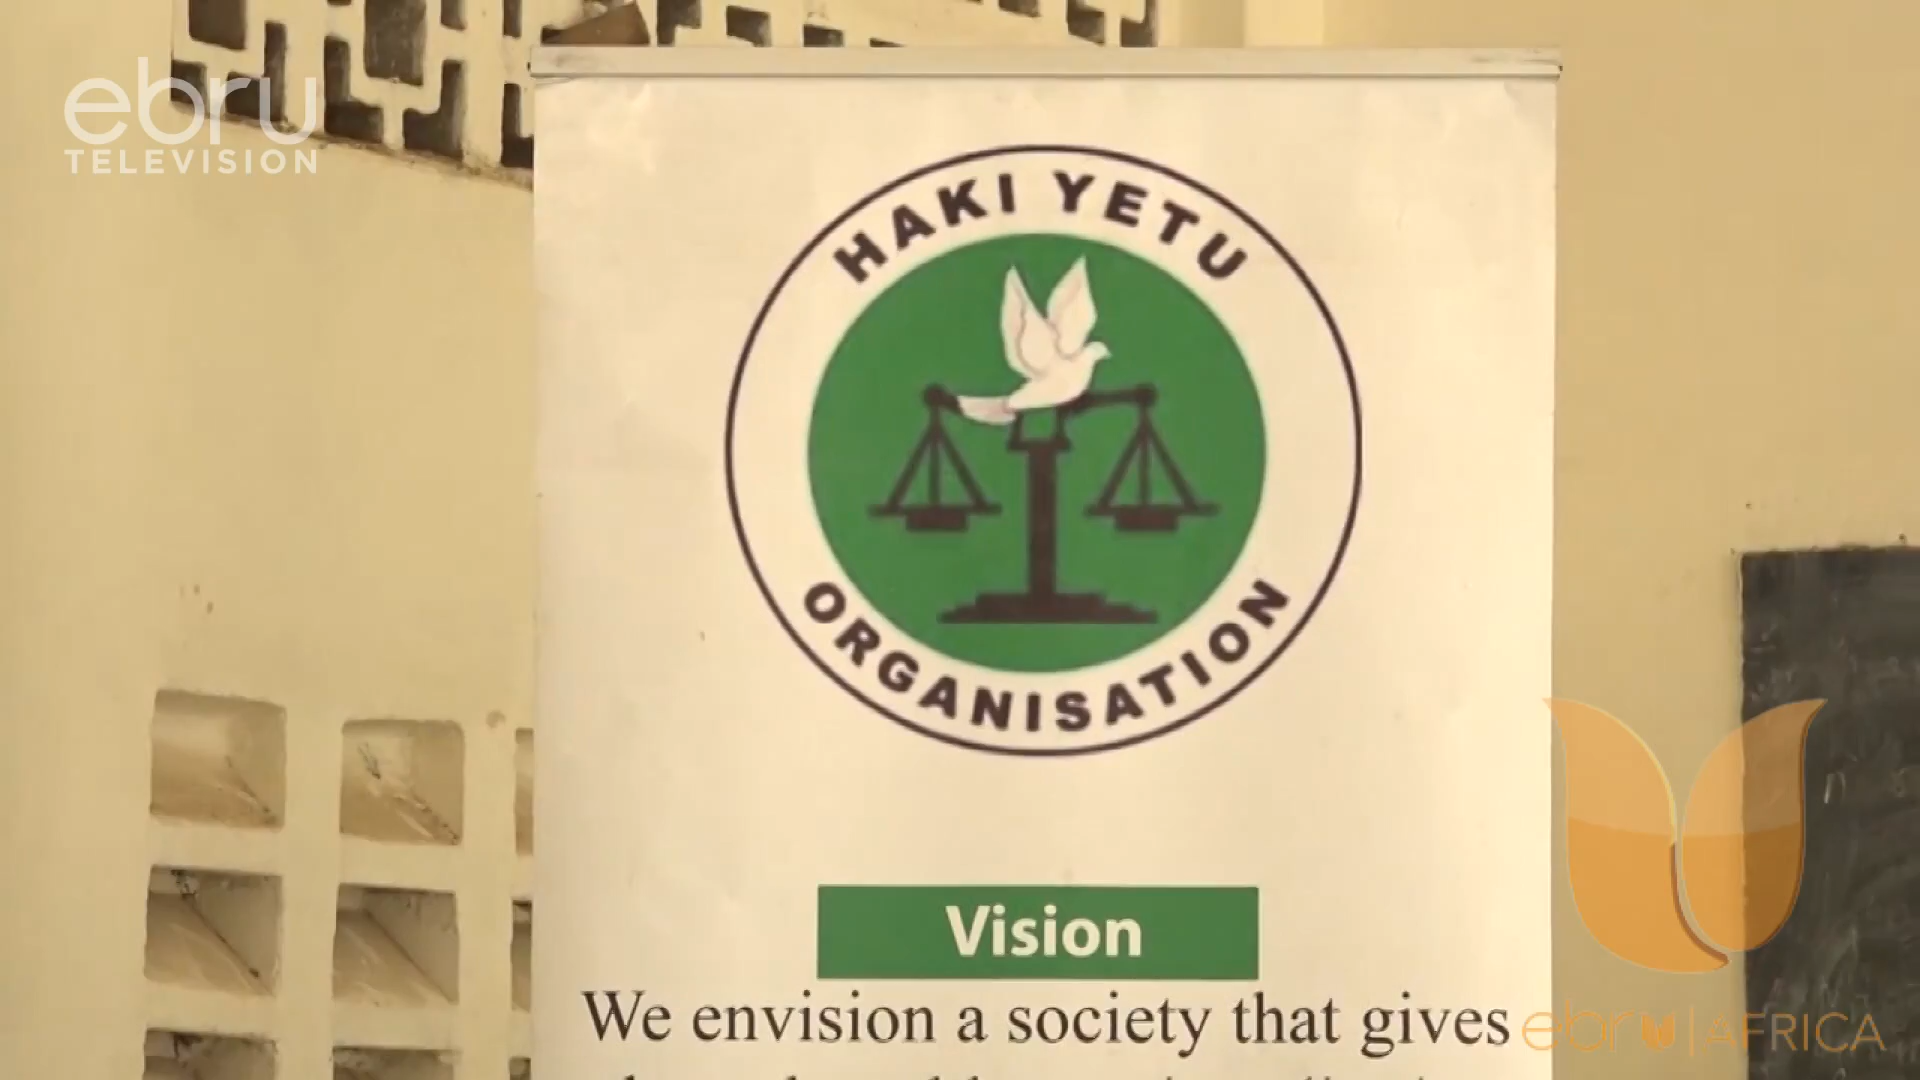 ebru
TELEVISION
HAKI YETU
ORGANISATION
Vision
We envision a society that gives
ebru | AFRICA